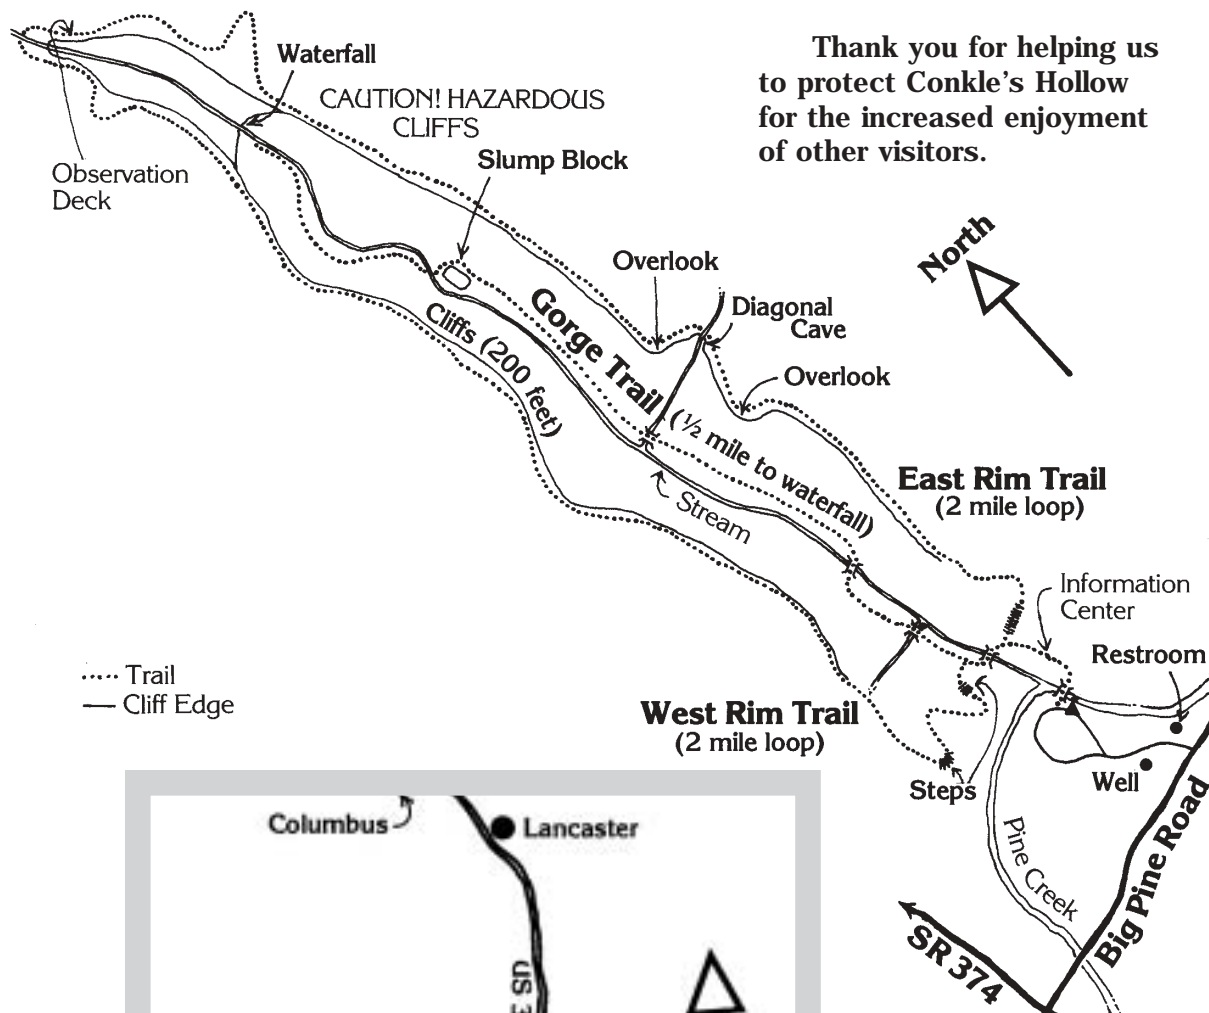 Thank you for helping us
to protect Conkle's Hollow
for the increased enjoyment
of other visitors.
Waterfall
CAUTION! HAZARDOUS
CLIFFS
Slump Block
Observation
Deck
North
Overlook
Diagonal
Cave
Overlook
Gorge Trail (½ mile to waterfall)
Cliffs (200 feet)
East Rim Trail
(2 mile loop)
Stream
Information
Center
Restroom
Trail
Cliff Edge
West Rim Trail
(2 mile loop)
Steps
Well
Pine Creek
Big Pine Road
SR 374
Columbus
Lancaster
US 3